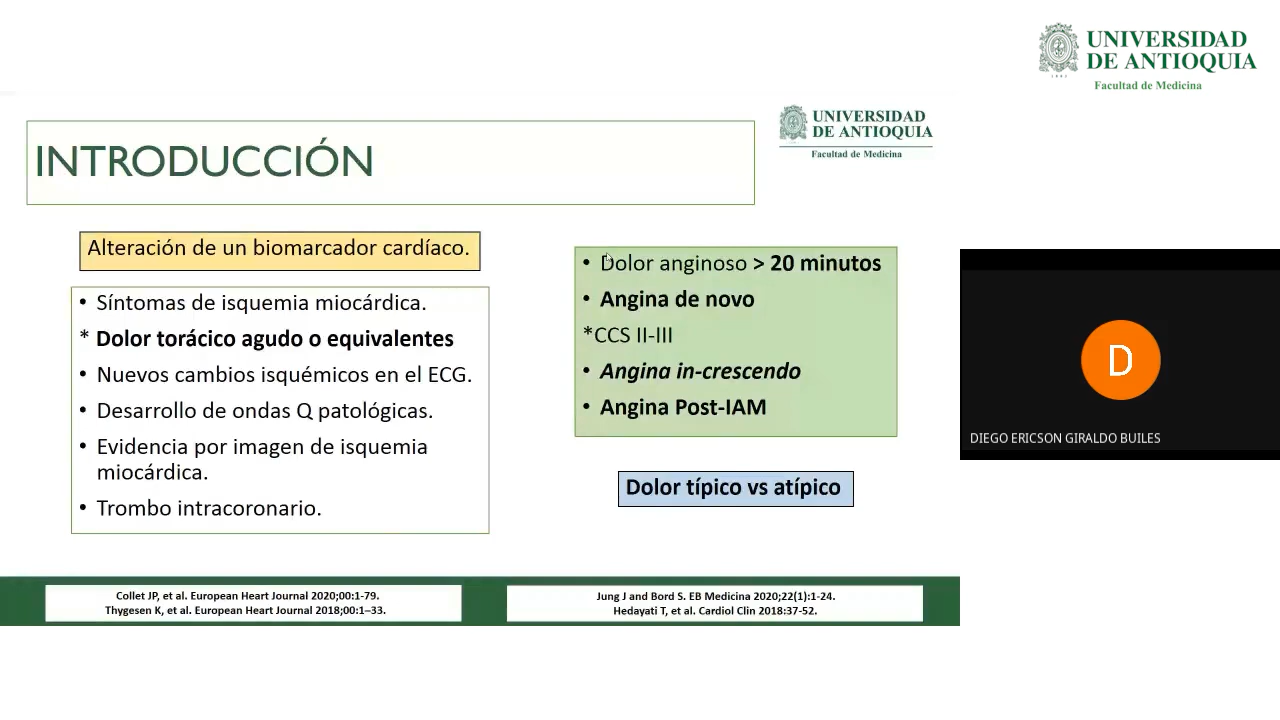 UNIVERSIDAD
DE ANTIOQUIA
Facultad de Medicina
UNIVERSIDAD
DE ANTIOQUIA
Facultad de Medicina
INTRODUCCIÓN
Alteración de un biomarcador cardíaco.
• Síntomas de isquemia miocárdica.
* Dolor torácico agudo o equivalentes
• Nuevos cambios isquémicos en el ECG.
• Desarrollo de ondas Q patológicas.
• Evidencia por imagen de isquemia
miocárdica.
• Trombo intracoronario.
• Dolor anginoso > 20 minutos
• Angina de novo
*CCS II-III
• Angina in-crescendo
• Angina Post-IAM
Dolor típico vs atípico
D
DIEGO ERICSON GIRALDO BUILES
Collet JP, et al. European Heart Journal 2020;00:1-79.
Thygesen K, et al. European Heart Journal 2018;00:1–33.
Jung J and Bord S. EB Medicina 2020;22(1):1-24.
Hedayati T, et al. Cardiol Clin 2018:37-52.